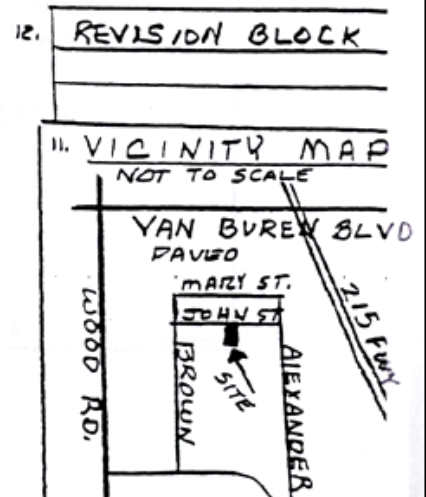 12. REVISION BLOCK
11. VICINITY MAP
NOT TO SCALE
VAN BUREN BLVD
PAVED
MARY ST.
JOHN ST
WOOD RD.
BROWN
SITE
ALEXANDER
215 FWY